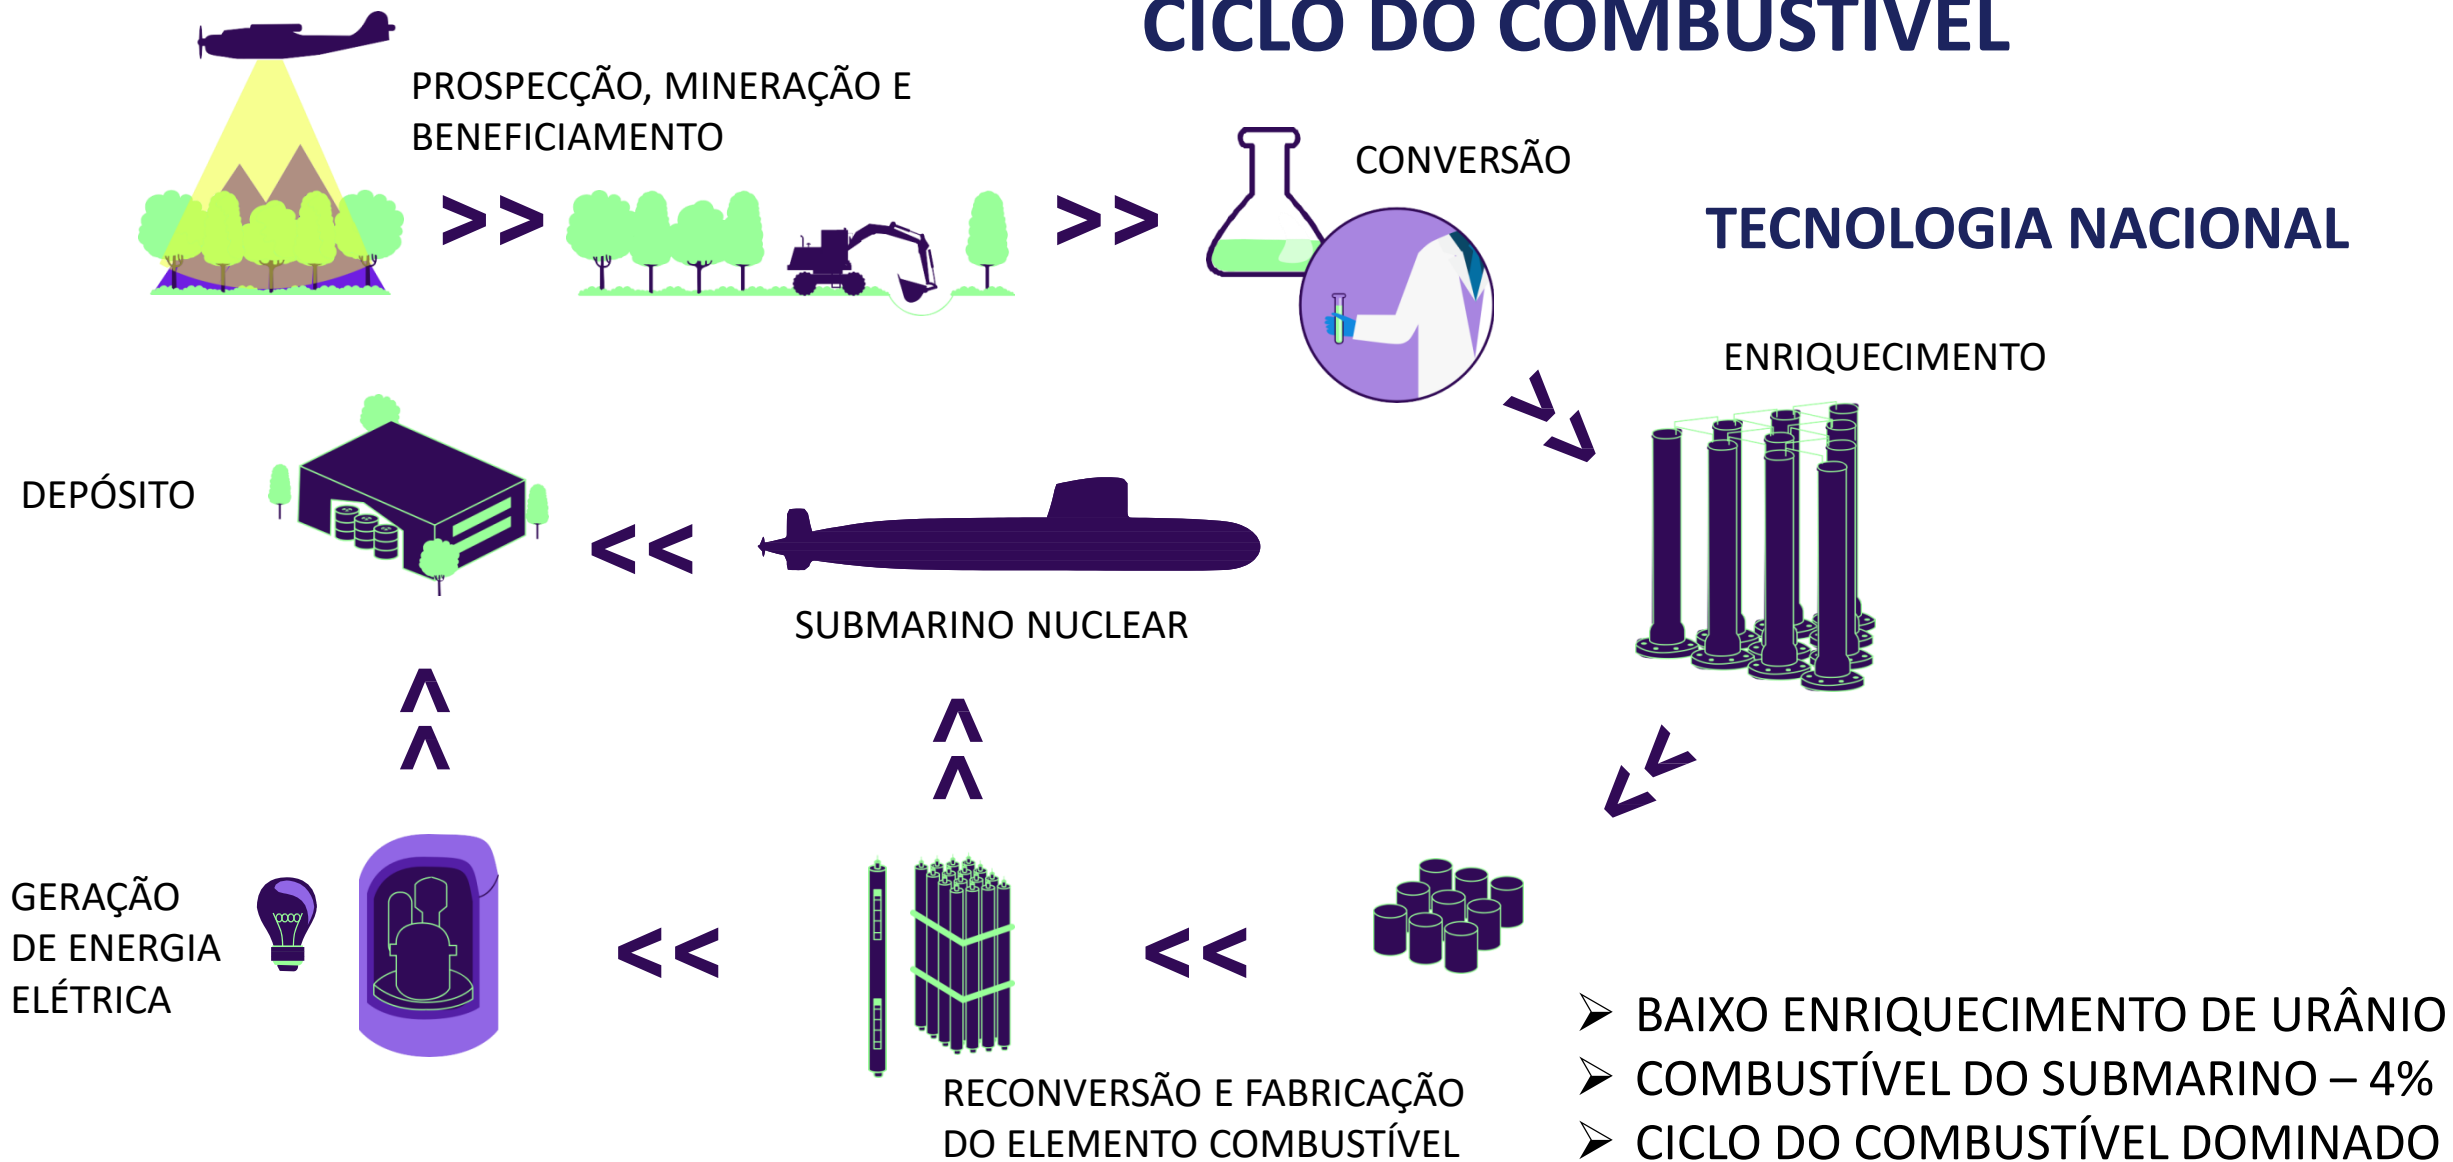 CICLO DO COMBUSTÍVEL
PROSPECÇÃO, MINERAÇÃO E
BENEFICIAMENTO
>>
>>
CONVERSÃO
TECNOLOGIA NACIONAL
ENRIQUECIMENTO
>>
DEPÓSITO
<<
SUBMARINO NUCLEAR
>>
>>
>>
GERAÇÃO
DE ENERGIA
ELÉTRICA
<<
<<
RECONVERSÃO E FABRICAÇÃO
DO ELEMENTO COMBUSTÍVEL
➢ BAIXO ENRIQUECIMENTO DE URÂNIO
➢ COMBUSTÍVEL DO SUBMARINO – 4%
➢ CICLO DO COMBUSTÍVEL DOMINADO